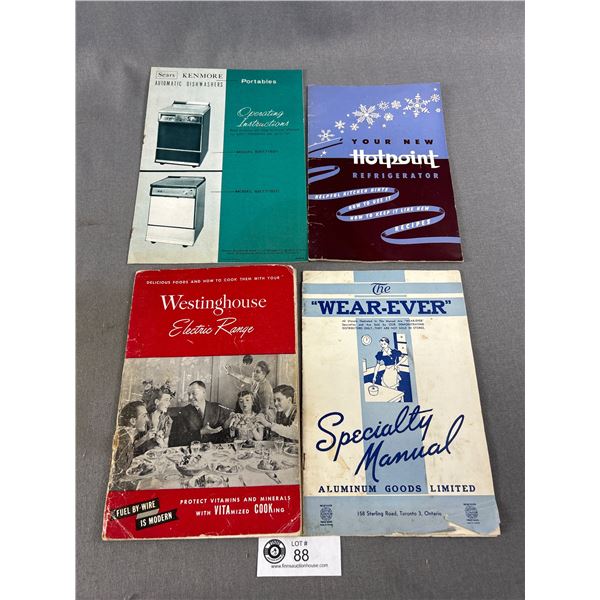 Sears KENMORE
AUTOMATIC DISHWASHERS
Portables
Operating
Instructions
YOUR NEW
Hotpoint
REFRIGERATOR
HELPFUL KITCHEN HINTS
HOW TO USE IT
HOW TO KEEP IT LIKE NEW
RECIPES
DELICIOUS FOODS AND HOW TO COOK THEM WITH YOUR
Westinghouse
Electric Range
FUEL BY WIRE
IS MODERN
PROTECT VITAMINS AND MINERALS
WITH VITAMIZED COOKING
The
"WEAR-EVER"
Specialty
Manual
ALUMINUM GOODS LIMITED
158 Sterling Road, Toronto 3, Ontario
LOT #
88
www.finnsauctionhouse.com